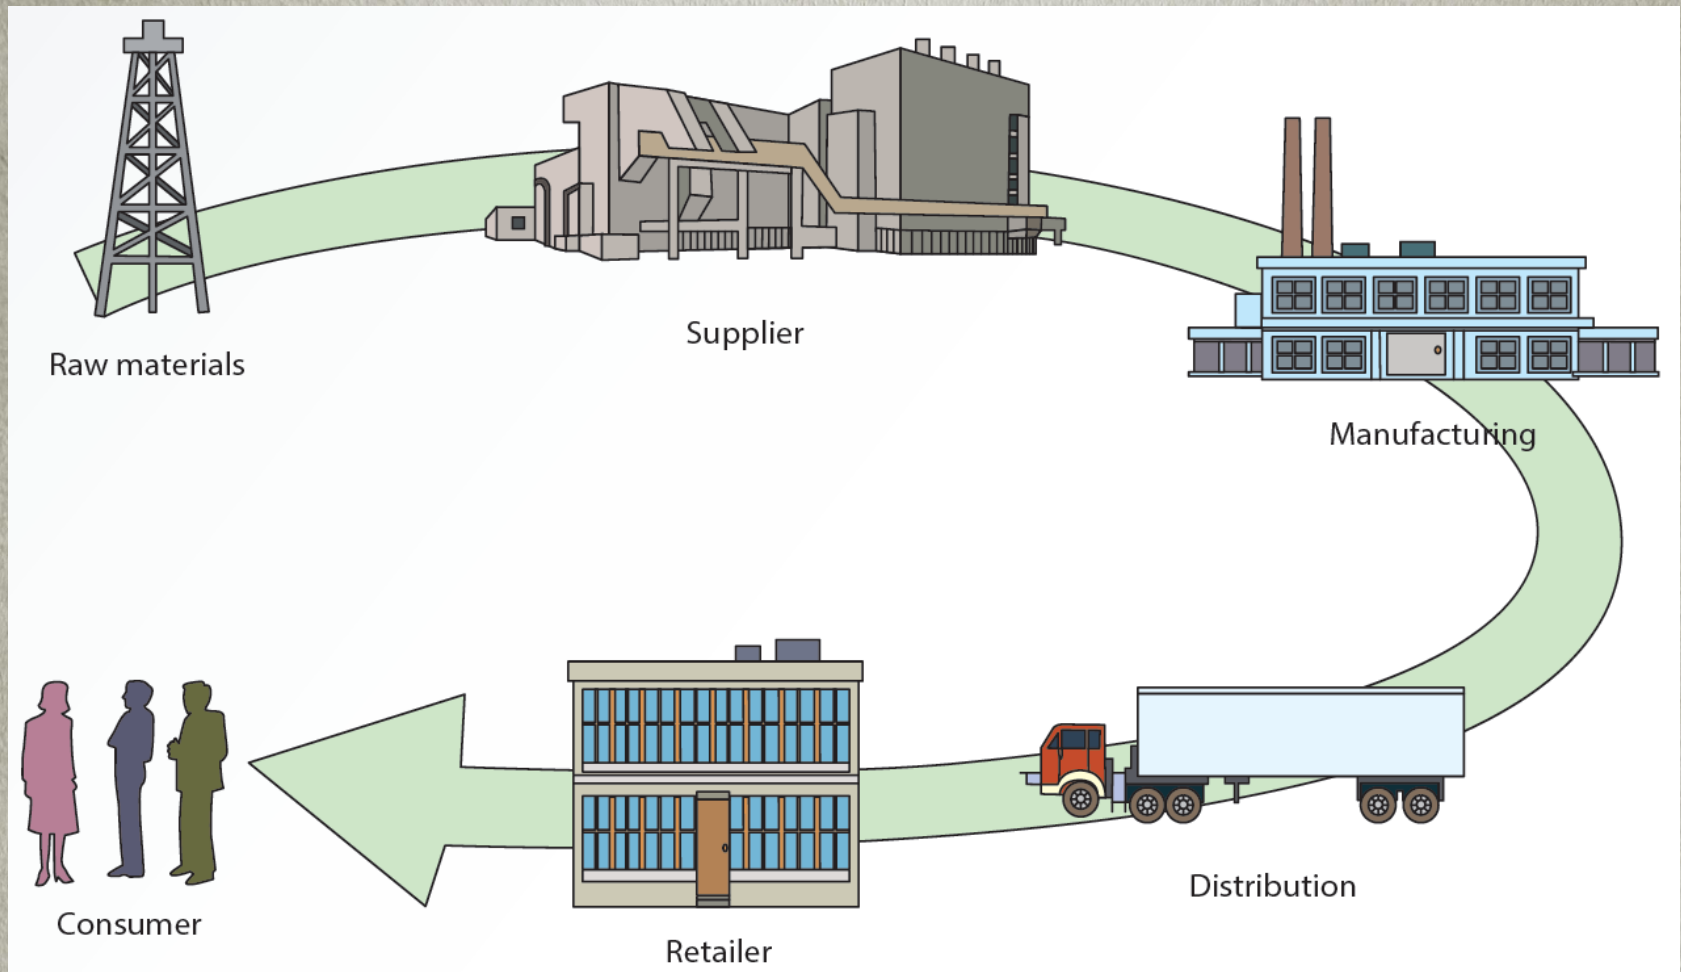 Raw materials
Supplier
Manufacturing
Distribution
Retailer
Consumer